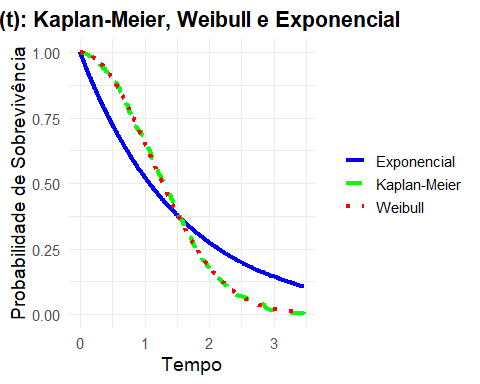 (t): Kaplan-Meier, Weibull e Exponencial
Probabilidade de Sobrevivência
1.00
0.75
0.50
0.25
0.00
0 1 2 3
Tempo
Exponencial
Kaplan-Meier
Weibull